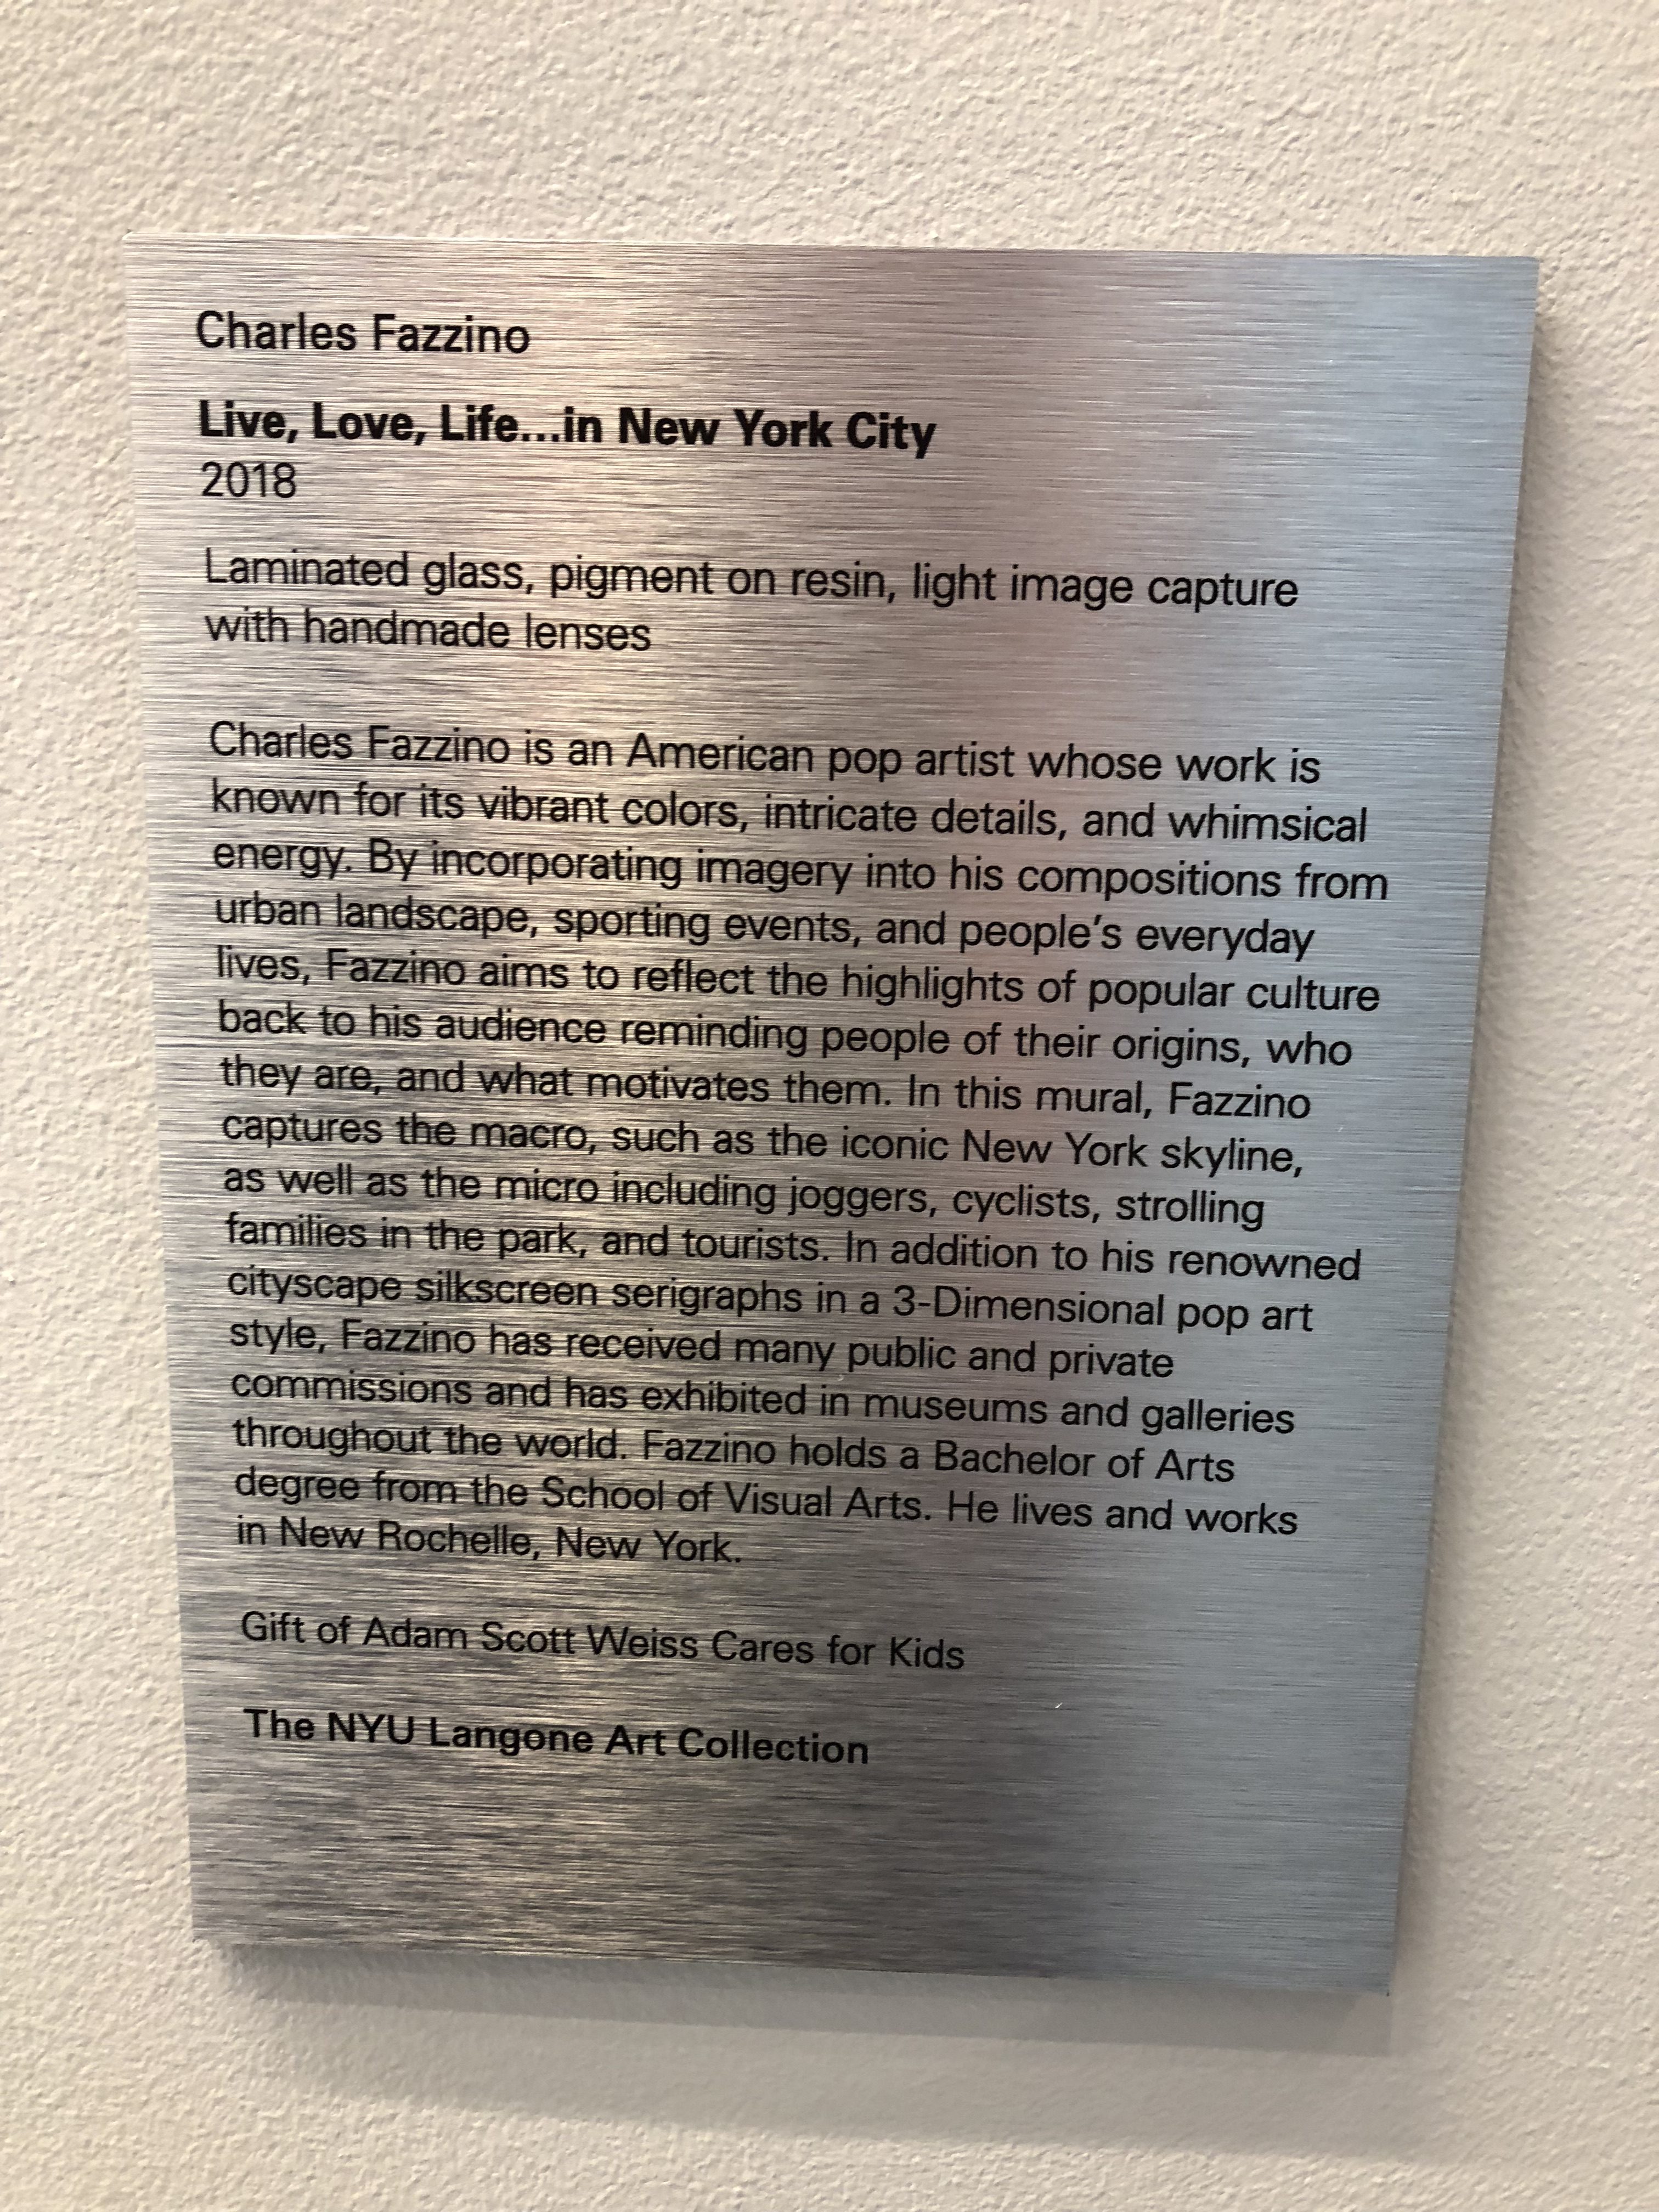 Charles Fazzino
Live, Love, Life...in New York City
2018
Laminated glass, pigment on resin, light image capture
with handmade lenses
Charles Fazzino is an American pop artist whose work is
known for its vibrant colors, intricate details, and whimsical
energy. By incorporating imagery into his compositions from
urban landscape, sporting events, and people's everyday
lives, Fazzino aims to reflect the highlights of popular culture
back to his audience reminding people of their origins, who
they are, and what motivates them. In this mural, Fazzino
captures the macro, such as the iconic New York skyline,
as well as the micro including joggers, cyclists, strolling
families in the park, and tourists. In addition to his renowned
cityscape silkscreen serigraphs in a 3-Dimensional pop art
style, Fazzino has received many public and private
commissions and has exhibited in museums and galleries
throughout the world. Fazzino holds a Bachelor of Arts
degree from the School of Visual Arts. He lives and works
in New Rochelle, New York.
Gift of Adam Scott Weiss Cares for Kids
The NYU Langone Art Collection